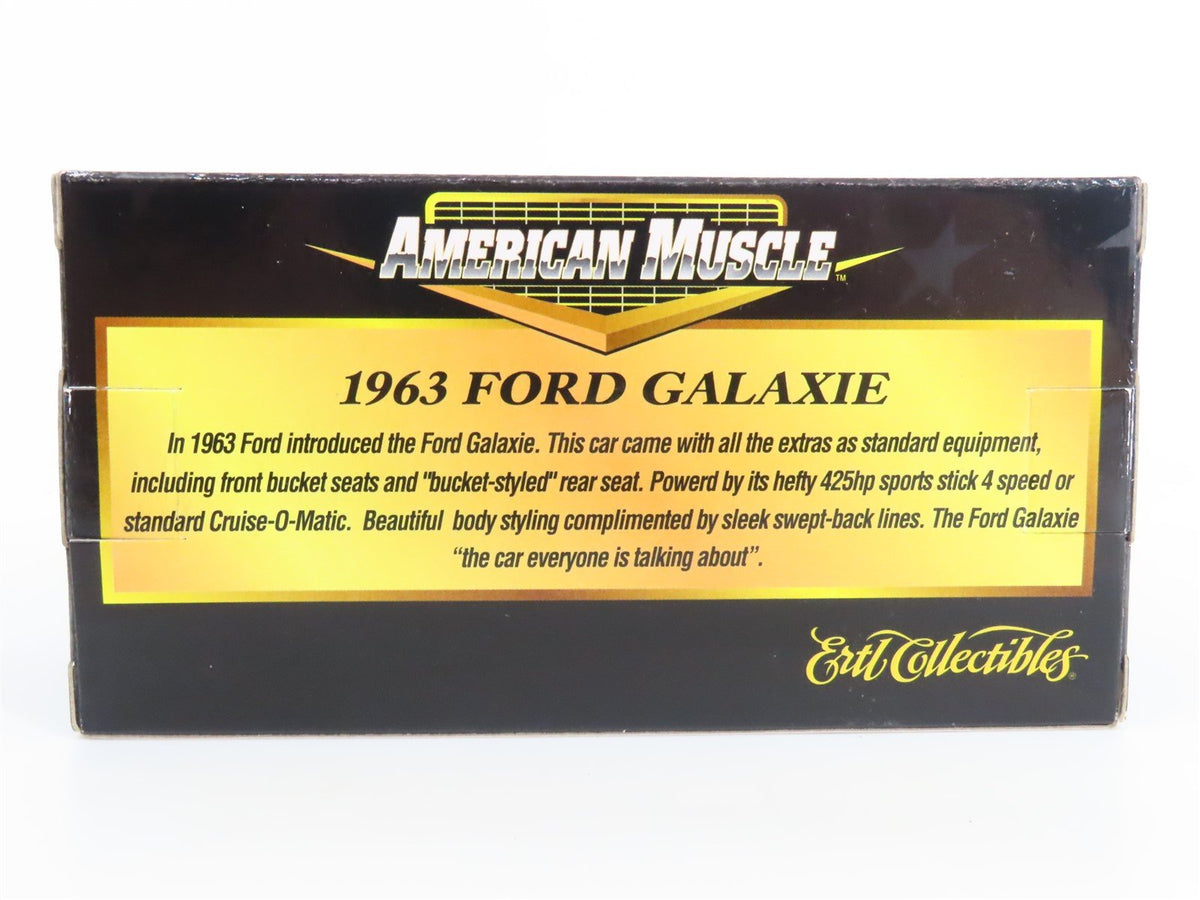 AMERICAN MUSCLE™
1963 FORD GALAXIE
In 1963 Ford introduced the Ford Galaxie. This car came with all the extras as standard equipment,
including front bucket seats and "bucket-styled" rear seat. Powerd by its hefty 425hp sports stick 4 speed or
standard Cruise-O-Matic. Beautiful body styling complimented by sleek swept-back lines. The Ford Galaxie
“the car everyone is talking about”.
Ertl Collectibles®